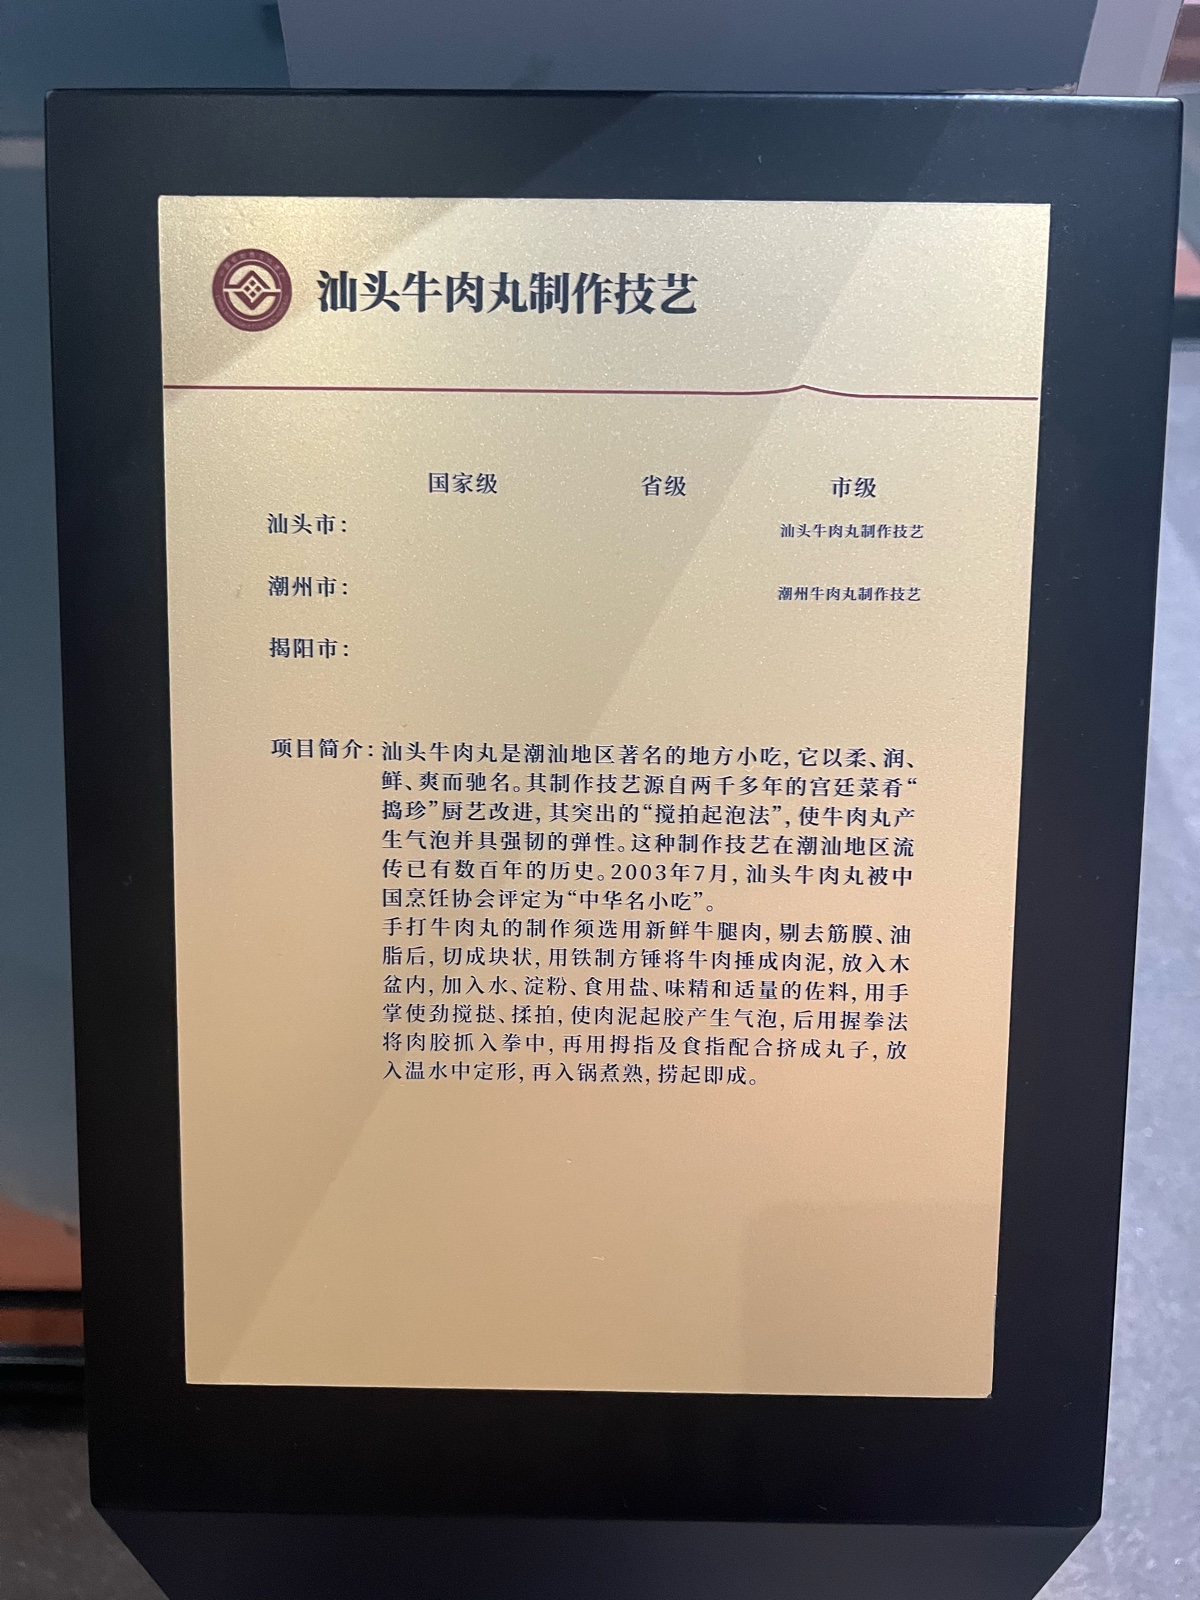 汕头牛肉丸制作技艺
国家级 省级 市级
汕头市： 汕头牛肉丸制作技艺
潮州市： 潮州牛肉丸制作技艺
揭阳市：
项目简介：汕头牛肉丸是潮汕地区著名的地方小吃，它以柔、润、
鲜、爽而驰名。其制作技艺源自两千多年的宫廷菜肴“
捣珍”厨艺改进，其突出的“搅拍起泡法”，使牛肉丸产
生气泡并具强韧的弹性。这种制作技艺在潮汕地区流
传已有数百年的历史。2003年7月，汕头牛肉丸被中
国烹饪协会评定为“中华名小吃”。
手打牛肉丸的制作须选用新鲜牛腿肉，剔去筋膜、油
脂后，切成块状，用铁制方锤将牛肉捶成肉泥，放入木
盆内，加入水、淀粉、食用盐、味精和适量的佐料，用手
掌使劲搅挞、揉拍，使肉泥起胶产生气泡，后用握拳法
将肉胶抓入拳中，再用拇指及食指配合挤成丸子，放
入温水中定形，再入锅煮熟，捞起即成。